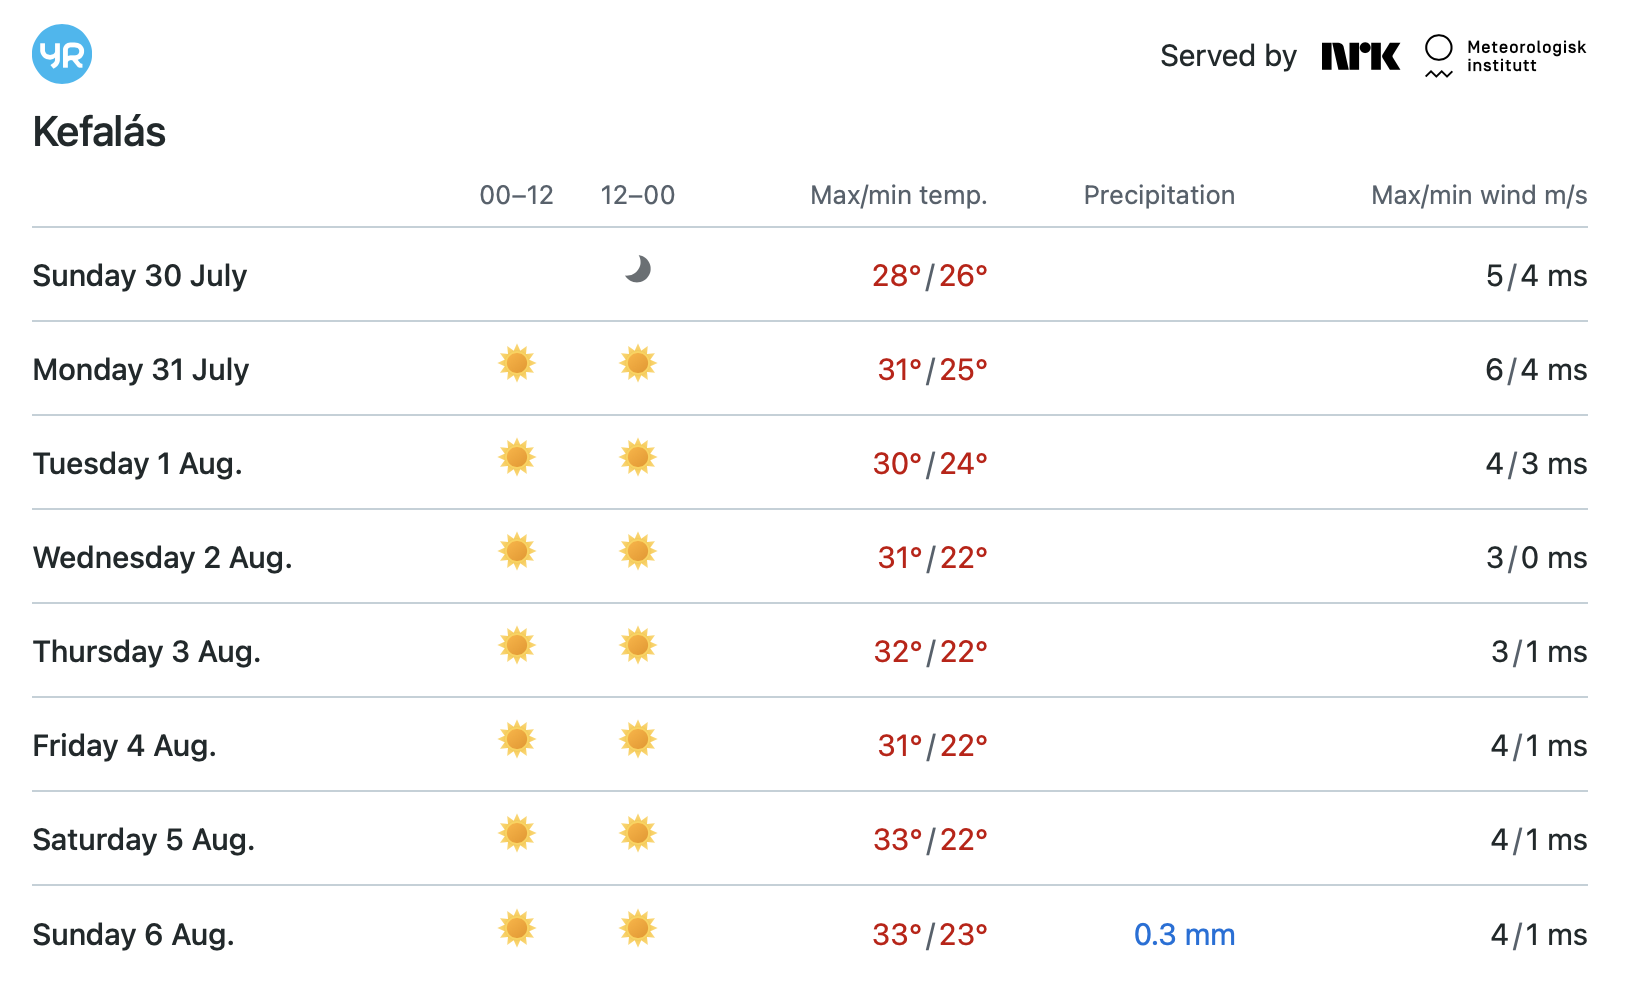 YR
Served by NRK Meteorologisk institutt
Kefalás
00–12 12–00 Max/min temp. Precipitation Max/min wind m/s
Sunday 30 July 28°/26° 5/4 ms
Monday 31 July 31°/25° 6/4 ms
Tuesday 1 Aug. 30°/24° 4/3 ms
Wednesday 2 Aug. 31°/22° 3/0 ms
Thursday 3 Aug. 32°/22° 3/1 ms
Friday 4 Aug. 31°/22° 4/1 ms
Saturday 5 Aug. 33°/22° 4/1 ms
Sunday 6 Aug. 33°/23° 0.3 mm 4/1 ms